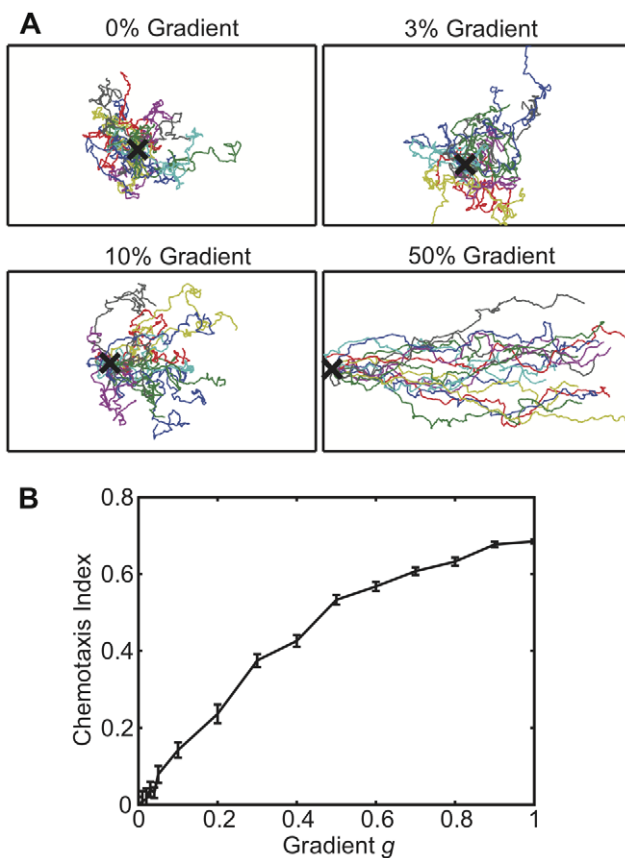 A
0% Gradient
3% Gradient
10% Gradient
50% Gradient
B
Chemotaxis Index
0.8
0.6
0.4
0.2
0
0
0.2
0.4
0.6
0.8
1
Gradient g